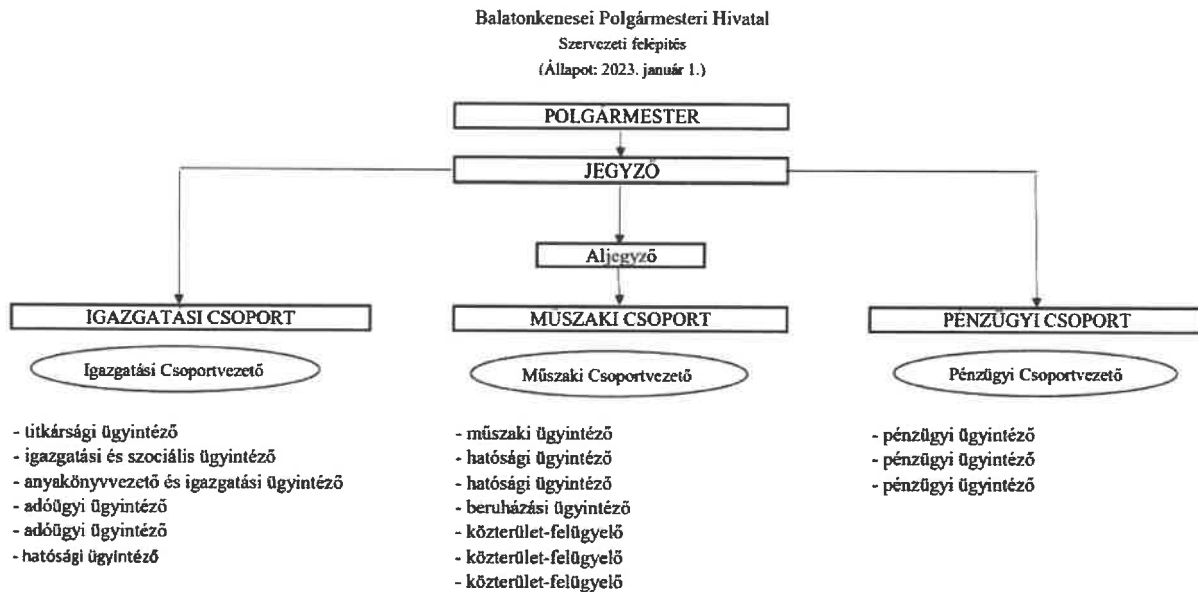 Balatonkenesei Polgármesteri Hivatal
Szervezeti felépítés
(Állapot: 2023. január 1.)
POLGÁRMESTER
JEGYZŐ
Aljegyző
IGAZGATÁSI CSOPORT
Igazgatási Csoportvezető
- titkársági ügyintéző
- igazgatási és szociális ügyintéző
- anyakönyvvezető és igazgatási ügyintéző
- adóügyi ügyintéző
- adóügyi ügyintéző
- hatósági ügyintéző
MŰSZAKI CSOPORT
Műszaki Csoportvezető
- műszaki ügyintéző
- hatósági ügyintéző
- hatósági ügyintéző
- beruházási ügyintéző
- közterület-felügyelő
- közterület-felügyelő
- közterület-felügyelő
PÉNZÜGYI CSOPORT
Pénzügyi Csoportvezető
- pénzügyi ügyintéző
- pénzügyi ügyintéző
- pénzügyi ügyintéző